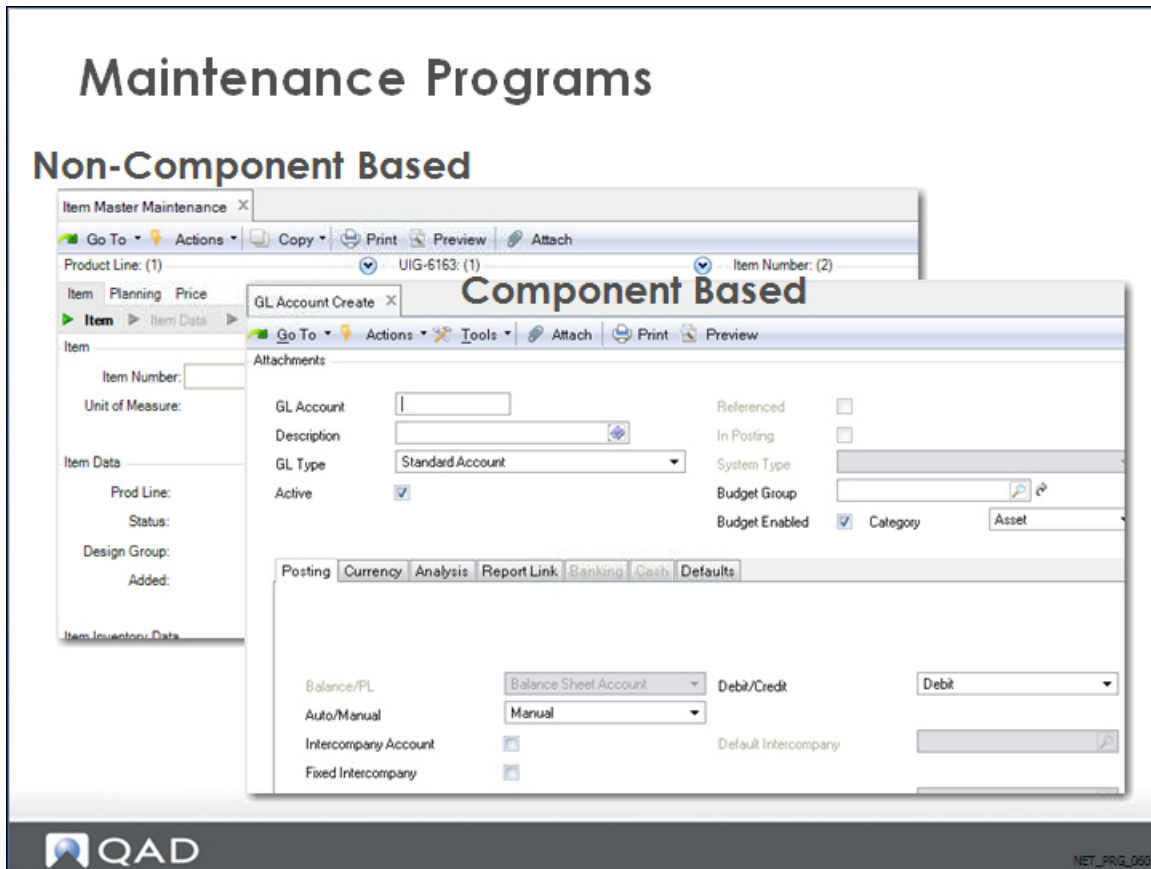 Maintenance Programs
Non-Component Based
Item Master Maintenance
Go To Actions Copy Print Preview Attach
Product Line: (1) UIG-6163: (1) Item Number: (2)
Item Planning Price
Item Item Data
Item
Item Number:
Unit of Measure:
Item Data
Prod Line:
Status:
Design Group:
Added:
Item Inventory Data
Component Based
GL Account Create
Go To Actions Tools Attach Print Preview
Attachments
GL Account Referenced
Description In Posting
GL Type Standard Account System Type
Active Budget Group
Budget Enabled Category Asset
Posting Currency Analysis Report Link Banking Cash Defaults
Balance/PL Balance Sheet Account Debit/Credit Debit
Auto/Manual Manual
Intercompany Account Default Intercompany
Fixed Intercompany
QAD
NET_PRG_060